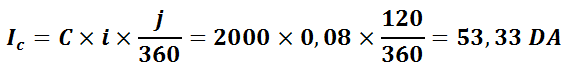 I_c = C × i × j/360 = 2000 × 0,08 × 120/360 = 53,33 DA